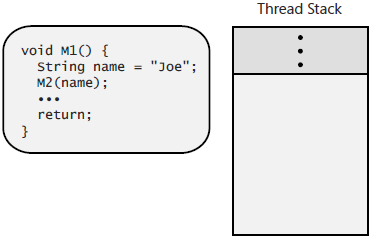 Thread Stack
void M1() {
String name = "Joe";
M2(name);
•••
return;
}